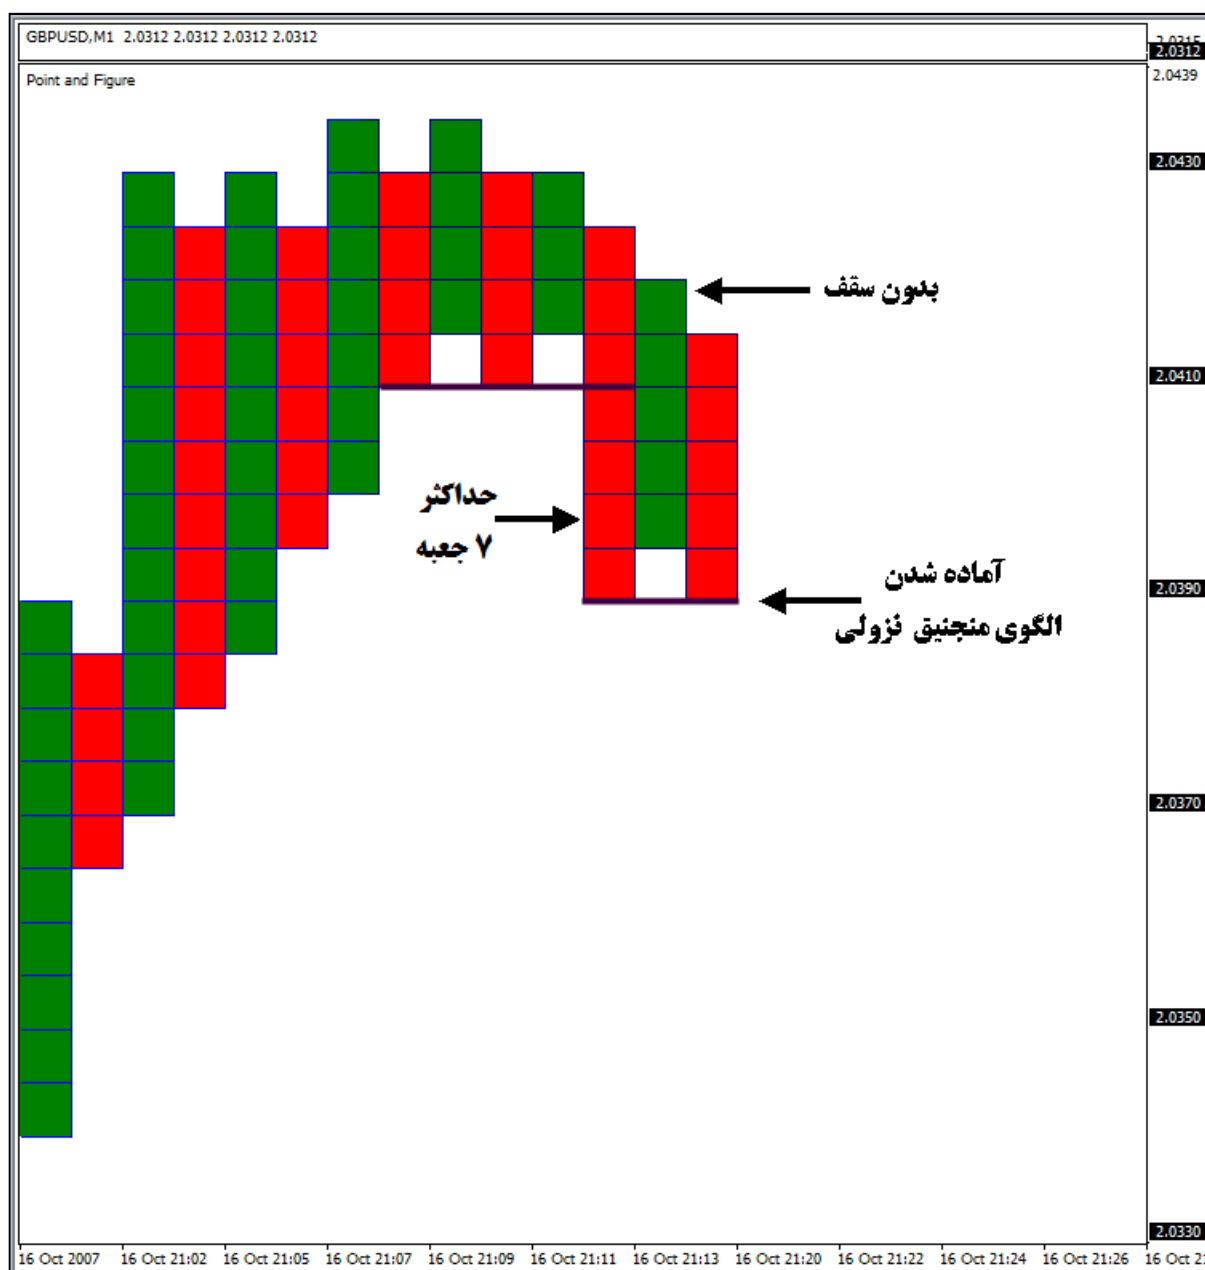 GBPUSD,M1 2.0312 2.0312 2.0312 2.0312
2.0312
Point and Figure
2.0439
2.0430
بدون سقف
2.0410
حداکثر
۷ جعبه
آماده شدن
2.0390
الگوی منجنیق نزولی
2.0370
2.0350
2.0330
16 Oct 2007 16 Oct 21:02 16 Oct 21:05 16 Oct 21:07 16 Oct 21:09 16 Oct 21:11 16 Oct 21:13 16 Oct 21:20 16 Oct 21:22 16 Oct 21:24 16 Oct 21:26 16 Oct